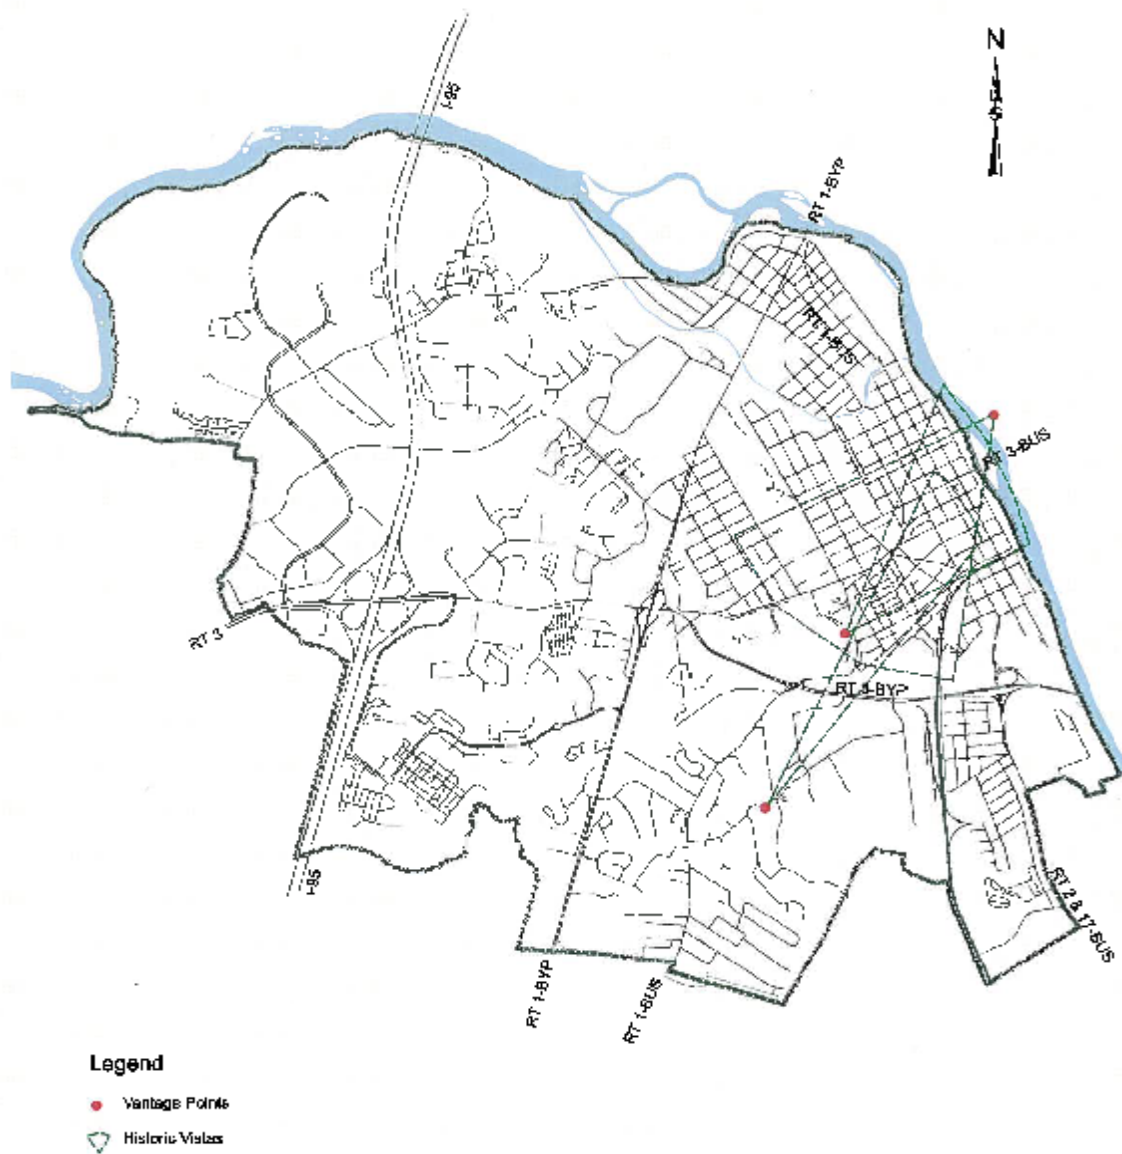 N
I-95
RT 1-BYP
RT 1-BUS
RT 3-BUS
RT 3
RT 3-BYP
I-95
RT 2 & 17-BUS
RT 1-BYP
RT 1-BUS
Legend
Vantage Points
Historic Vistas